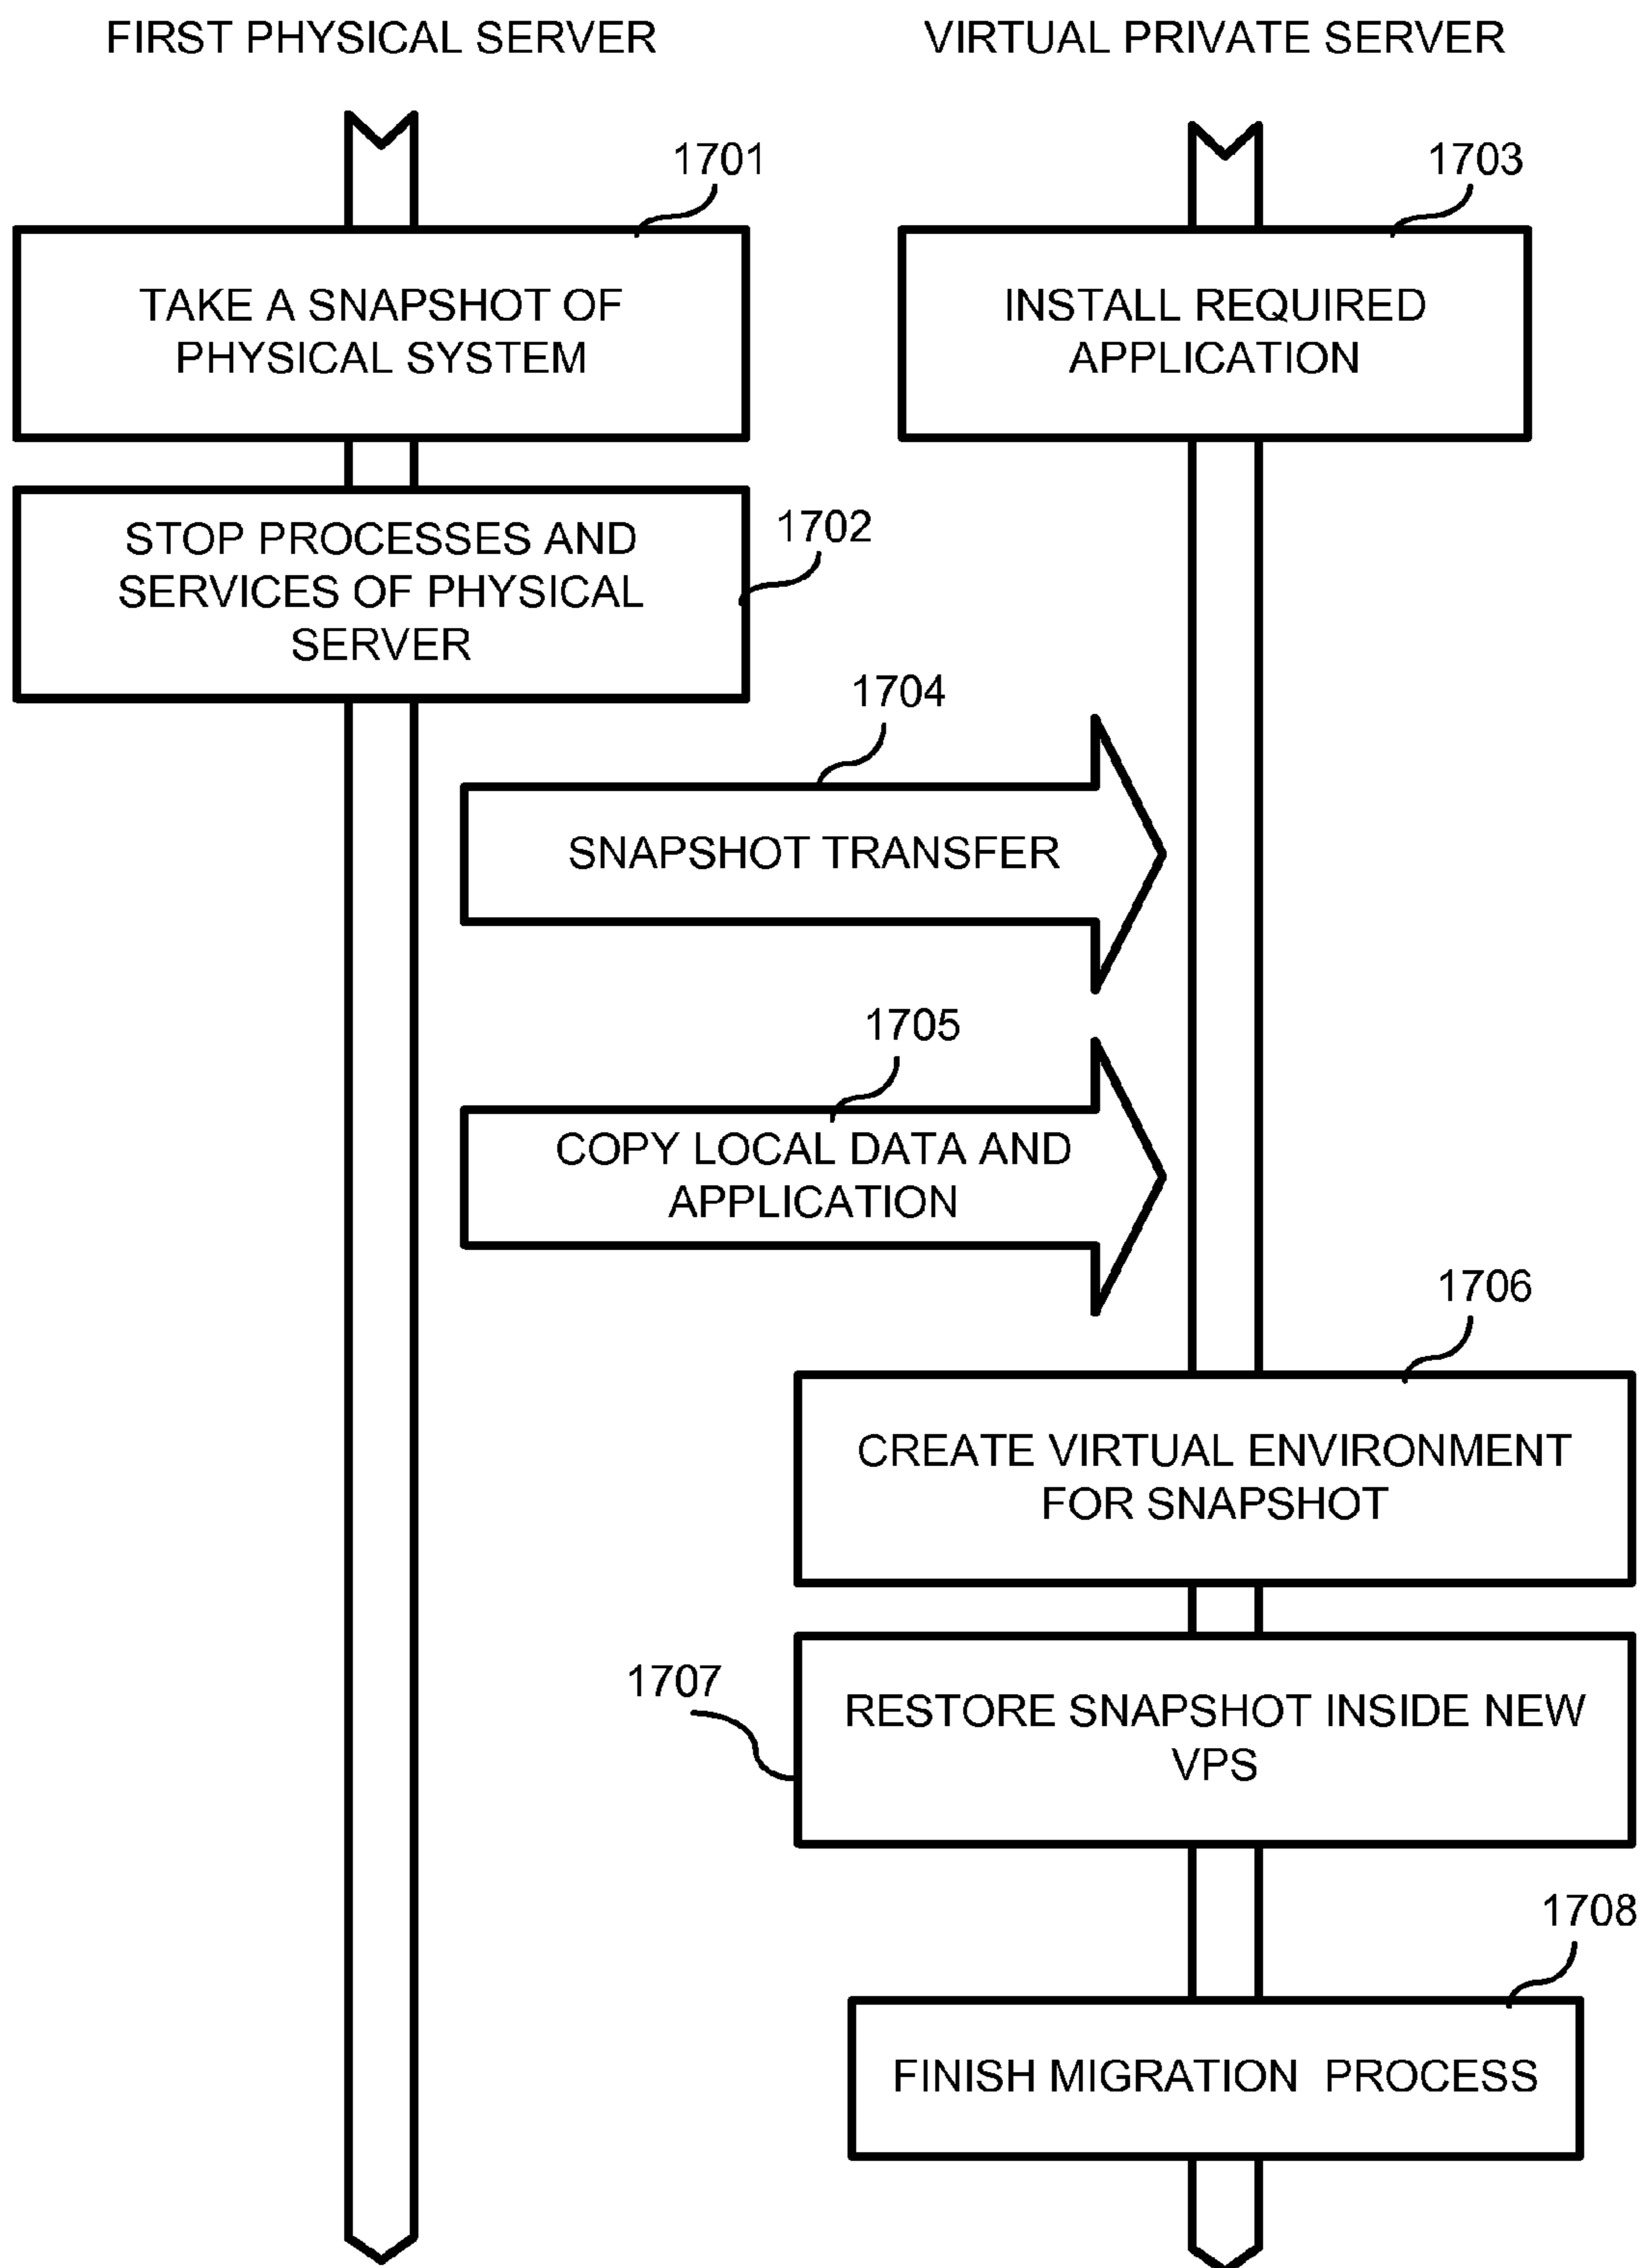 FIRST PHYSICAL SERVER
VIRTUAL PRIVATE SERVER
1701
1703
TAKE A SNAPSHOT OF
PHYSICAL SYSTEM
INSTALL REQUIRED
APPLICATION
1702
STOP PROCESSES AND
SERVICES OF PHYSICAL
SERVER
1704
SNAPSHOT TRANSFER
1705
COPY LOCAL DATA AND
APPLICATION
1706
CREATE VIRTUAL ENVIRONMENT
FOR SNAPSHOT
1707
RESTORE SNAPSHOT INSIDE NEW
VPS
1708
FINISH MIGRATION PROCESS